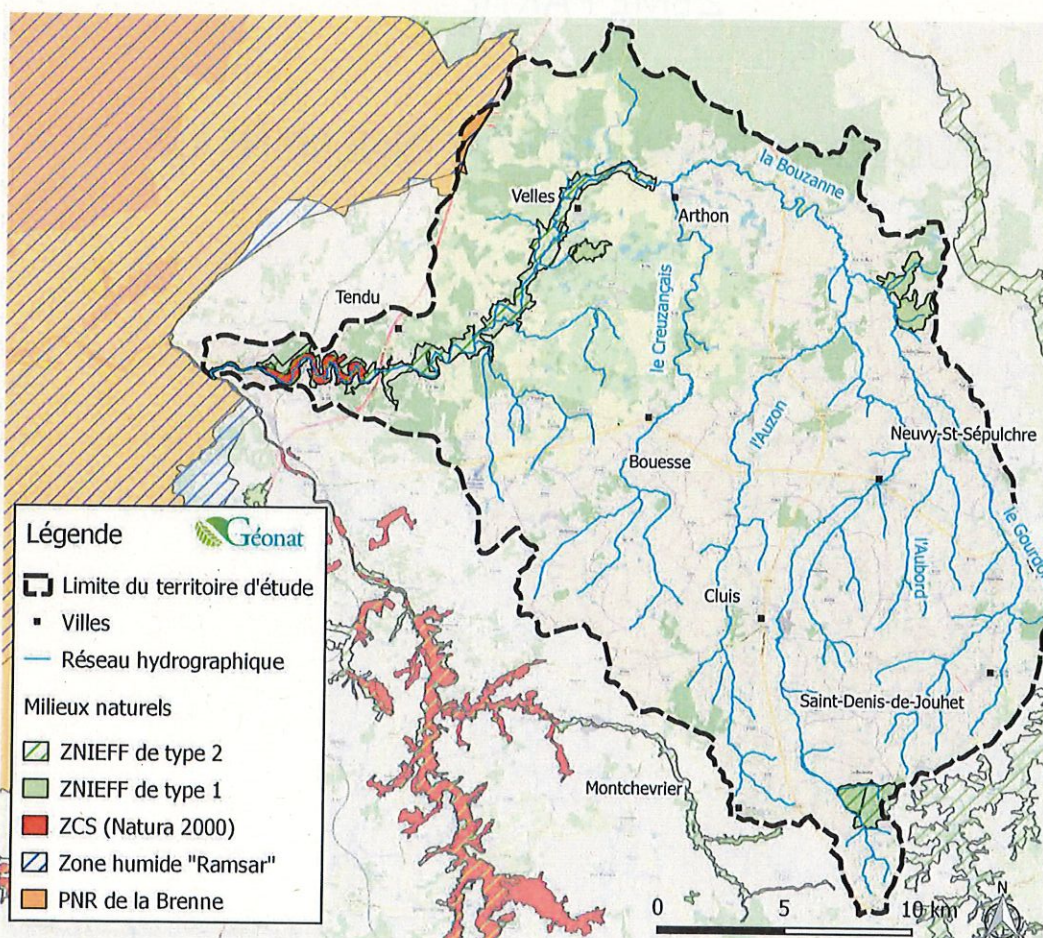 la Bouzanne
Velles
Arthon
Tendu
le Creuzançais
l'Auzon
Neuvy-St-Sépulchre
Bouesse
l'Aubord
Cluis
Saint-Denis-de-Jouhet
Montchevrier
Légende
Géonat
Limite du territoire d'étude
Villes
Réseau hydrographique
Milieux naturels
ZNIEFF de type 2
ZNIEFF de type 1
ZCS (Natura 2000)
Zone humide "Ramsar"
PNR de la Brenne
0 5 10 km
N